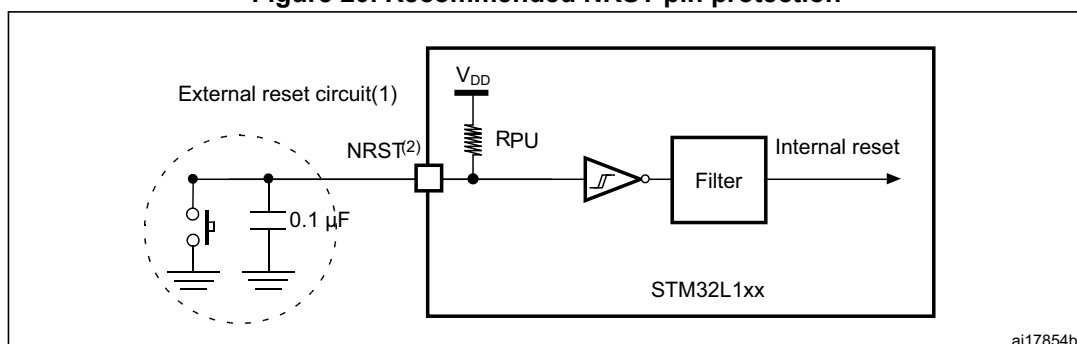 Figure 20. Recommended NRST pin protection
External reset circuit(1)
VDD
NRST(2)
RPU
Internal reset
Filter
0.1 µF
STM32L1xx
ai17854b